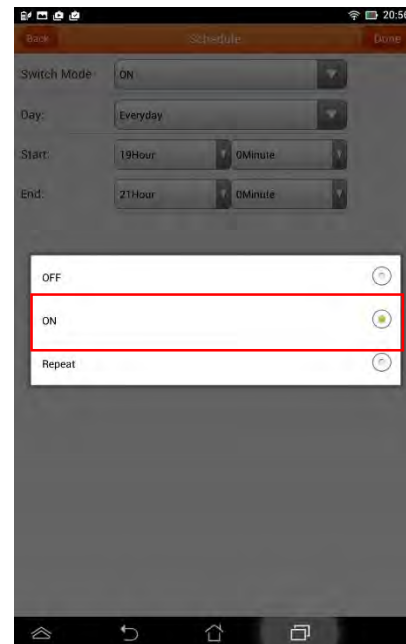 20:56
Back Schedule Done
Switch Mode: ON
Day: Everyday
Start: 19Hour 0Minute
End: 21Hour 0Minute
OFF
ON
Repeat